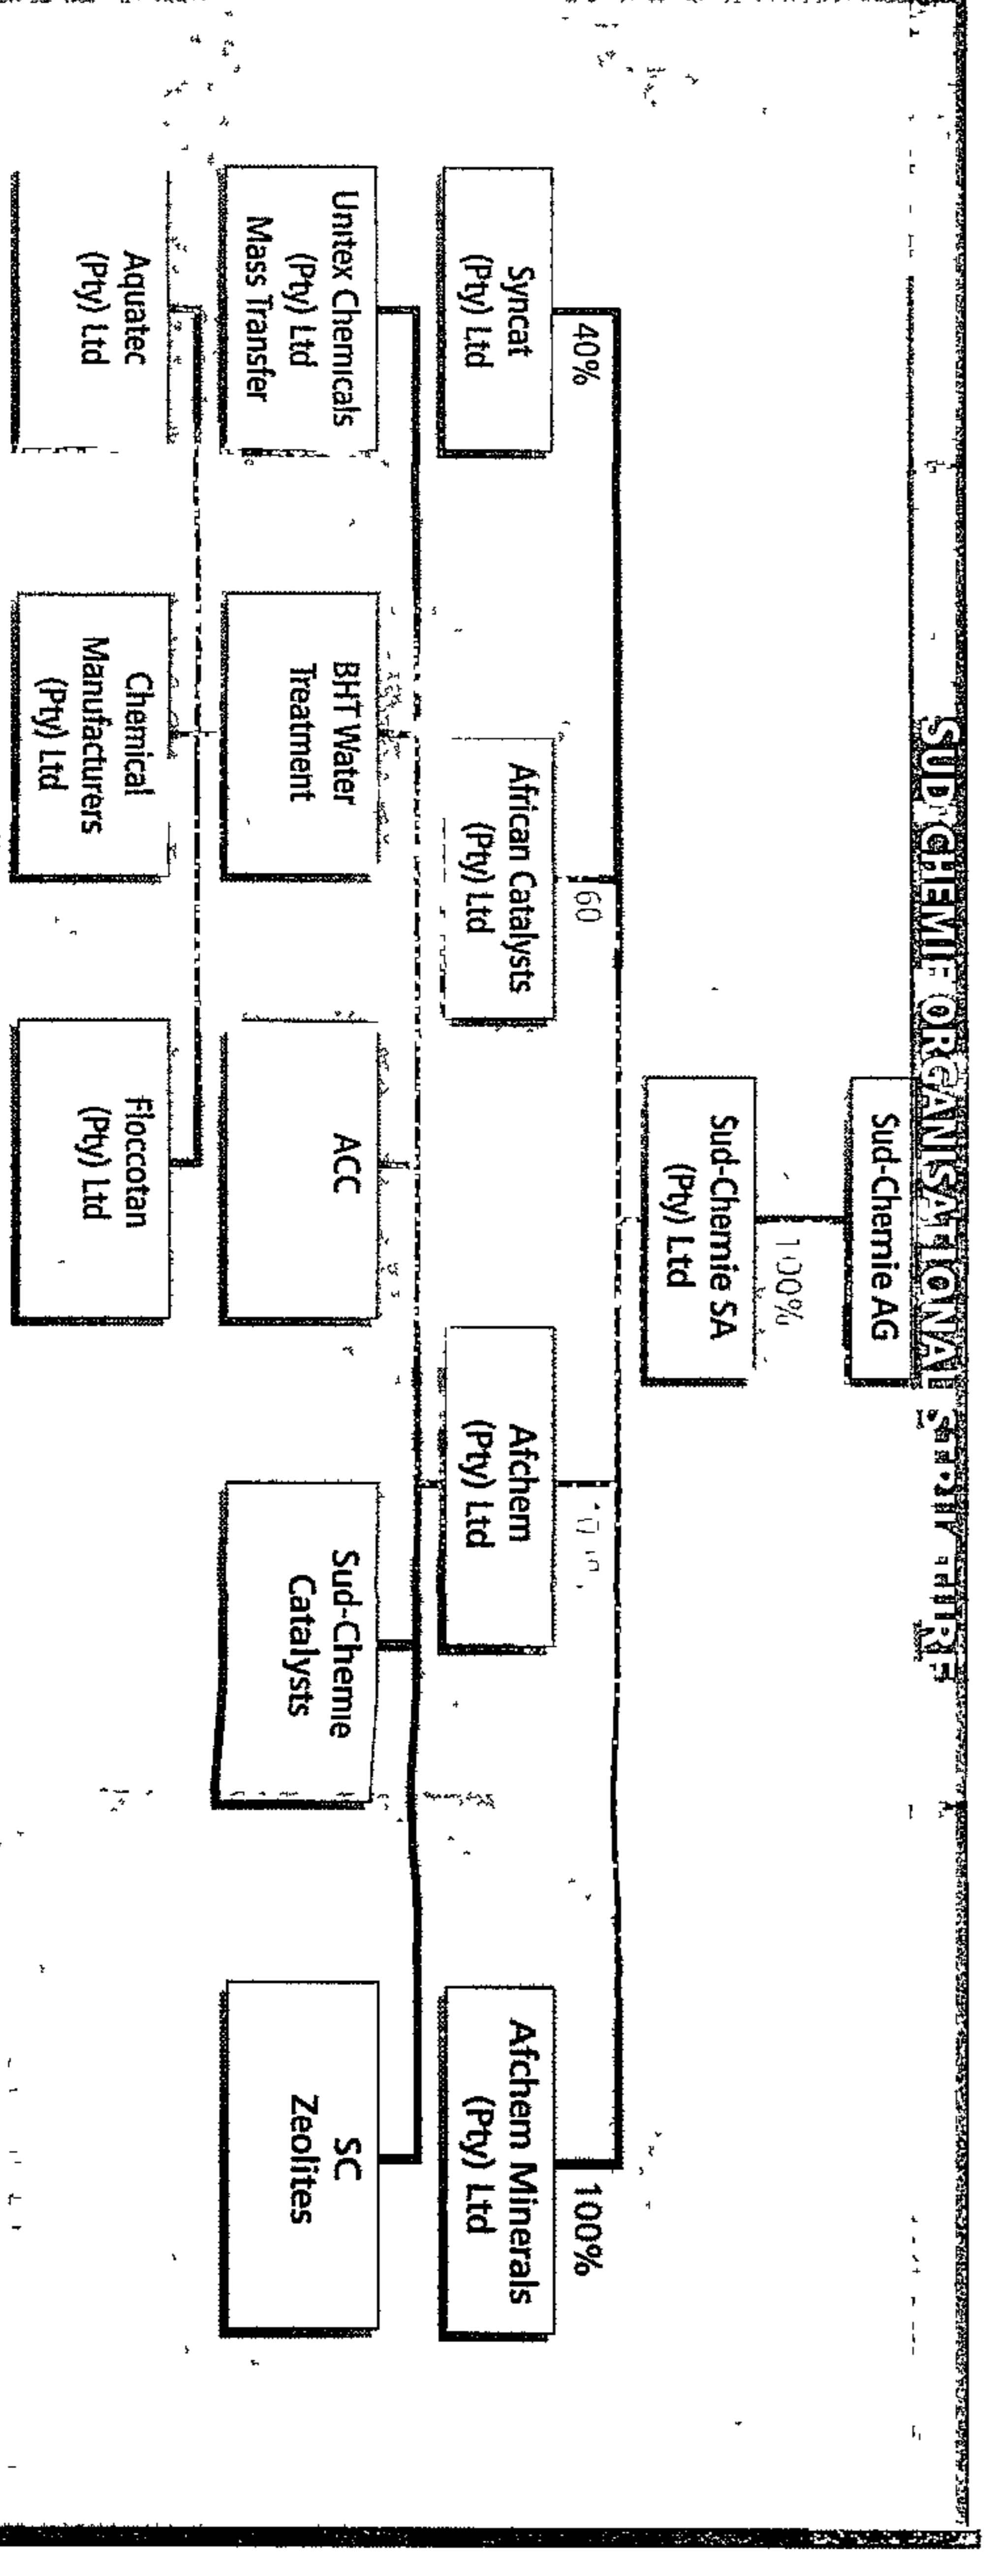 SUD CHEMIE ORGANISATIONAL
Sud-Chemie AG
100%
Sud-Chemie SA
(Pty) Ltd
40%
60
100%
Syncat
(Pty) Ltd
African Catalysts
(Pty) Ltd
Afchem
(Pty) Ltd
Afchem Minerals
(Pty) Ltd
Unitex Chemicals
(Pty) Ltd
Mass Transfer
BHT Water
Treatment
ACC
Sud-Chemie
Catalysts
SC
Zeolites
Aquatec
(Pty) Ltd
Chemical
Manufacturers
(Pty) Ltd
Floccotan
(Pty) Ltd